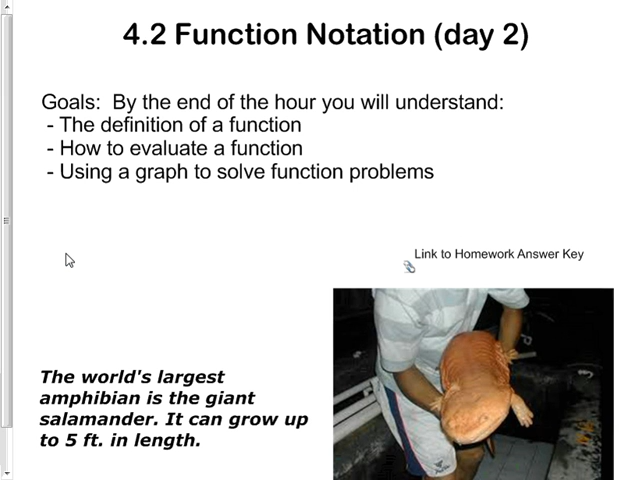 4.2 Function Notation (day 2)
Goals:  By the end of the hour you will understand:
- The definition of a function
- How to evaluate a function
- Using a graph to solve function problems
Link to Homework Answer Key
The world's largest
amphibian is the giant
salamander. It can grow up
to 5 ft. in length.